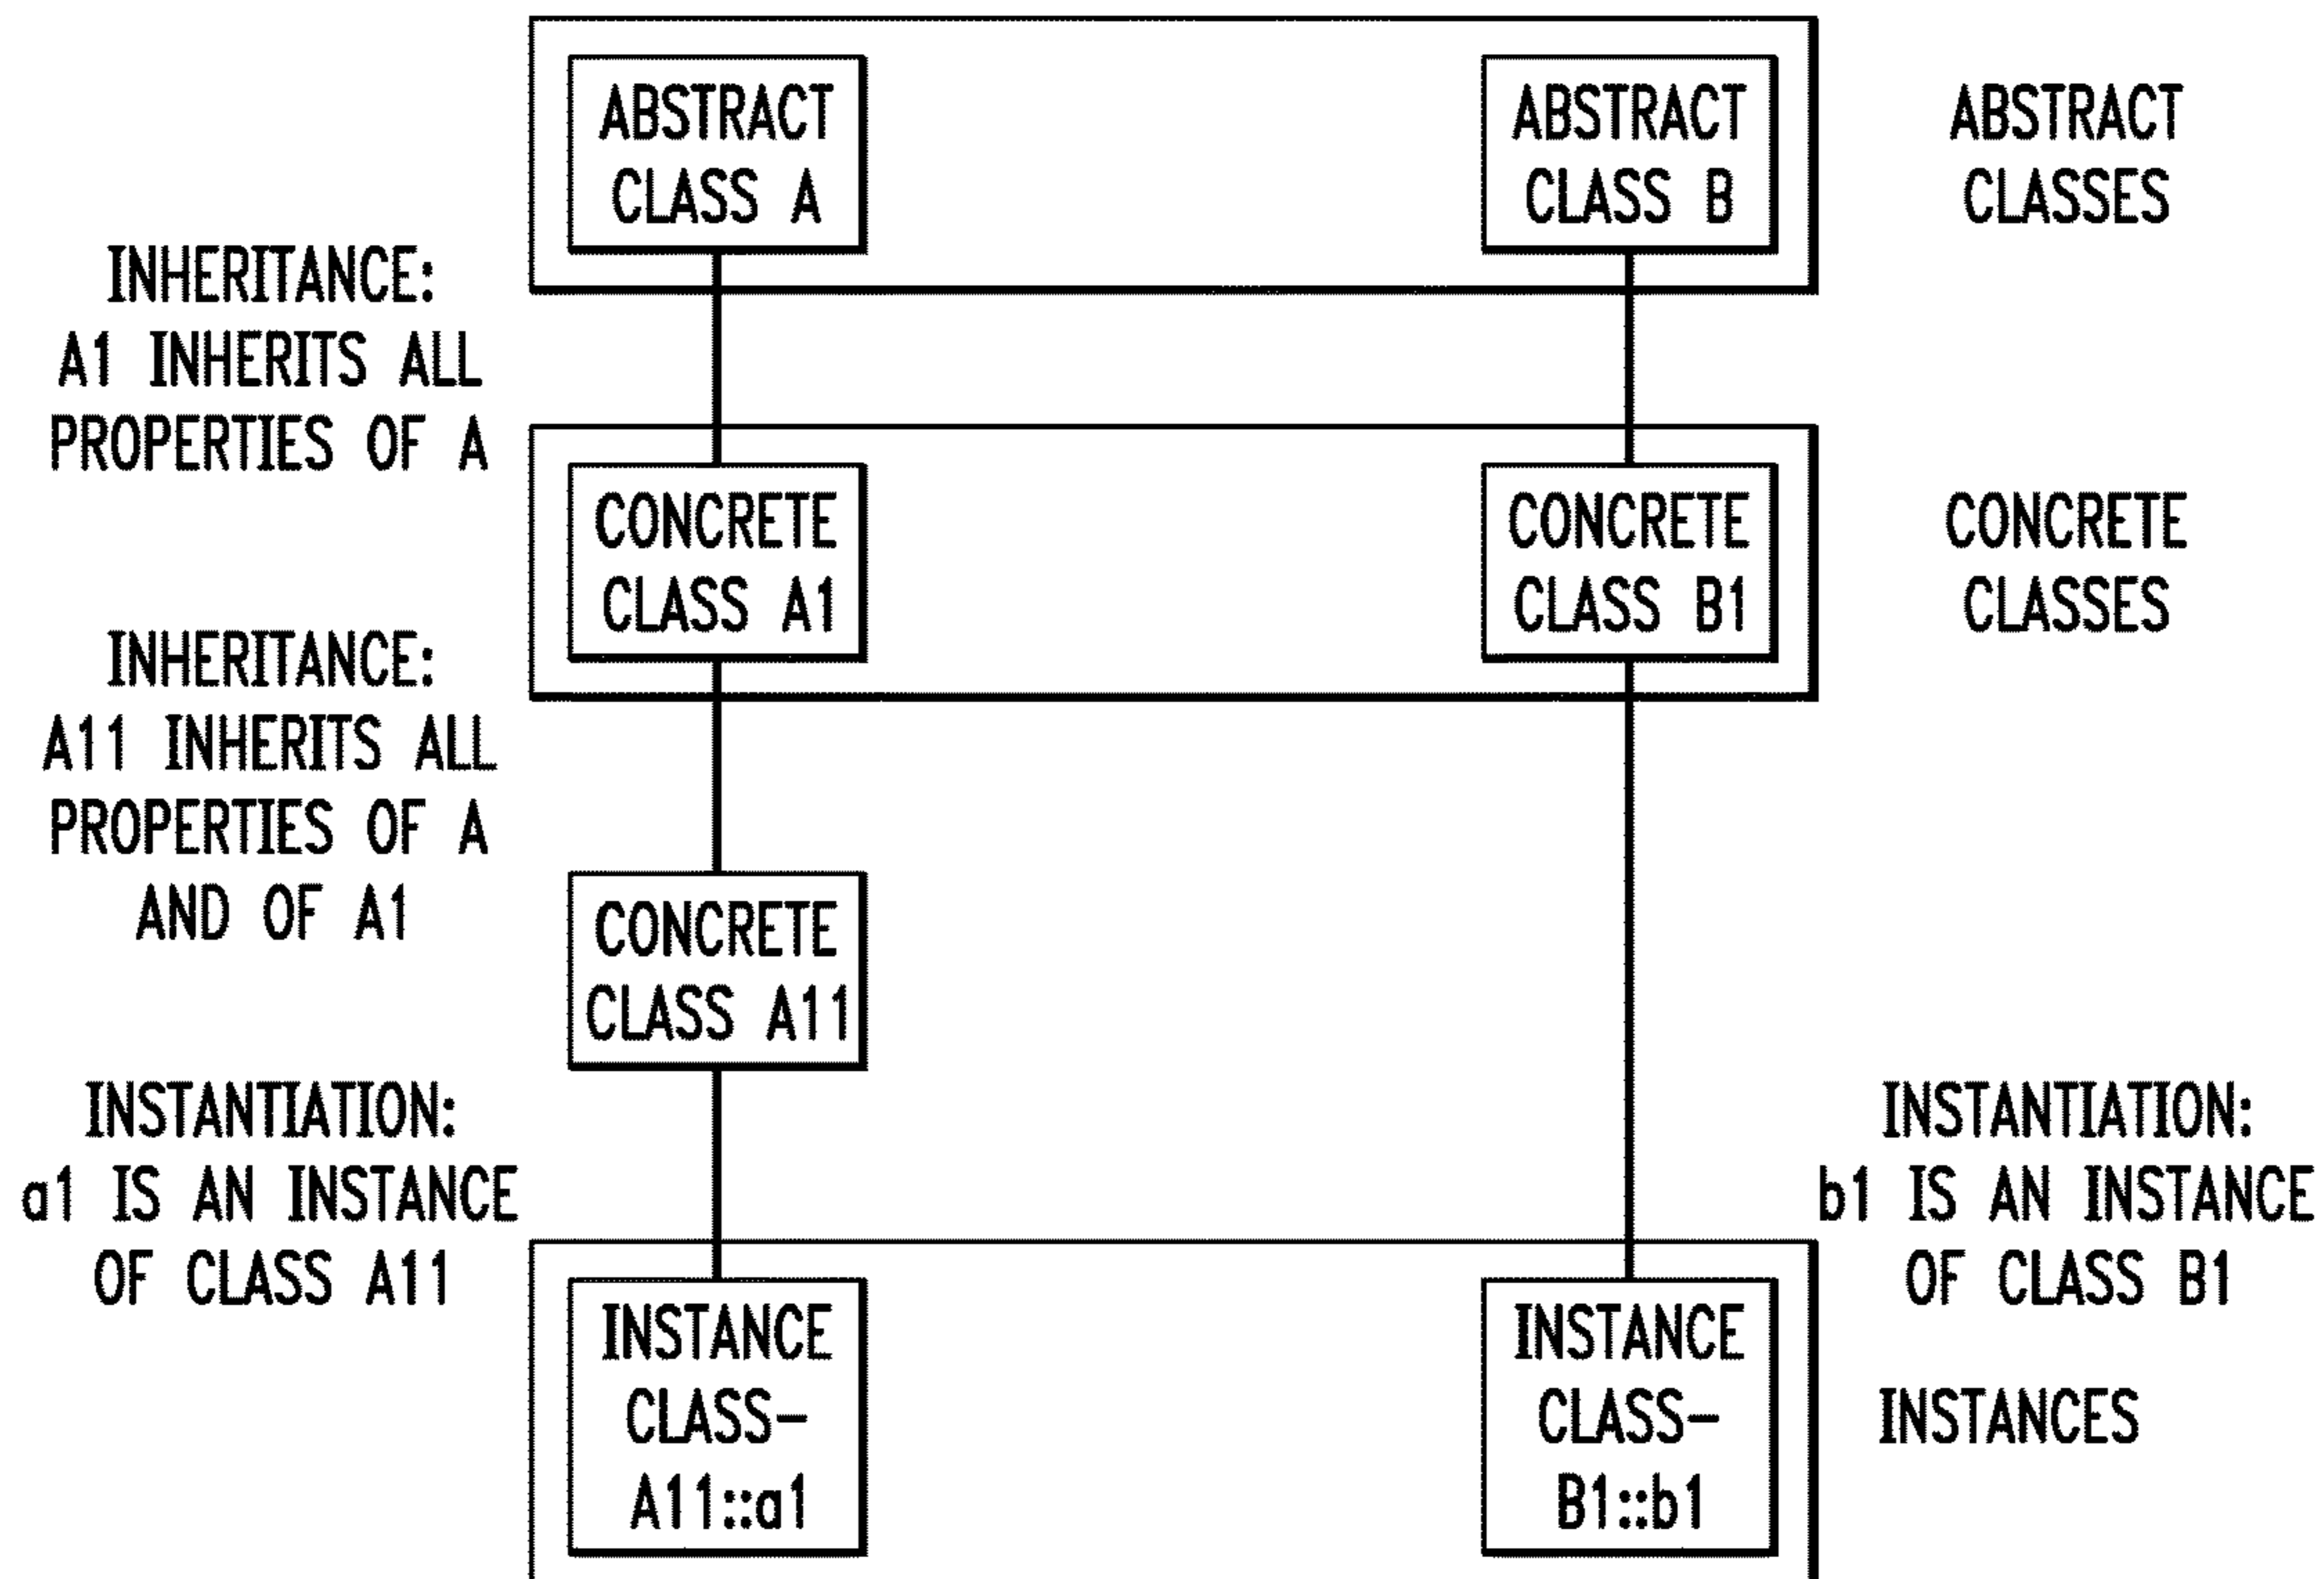 ABSTRACT
CLASS A
ABSTRACT
CLASS B
ABSTRACT
CLASSES
INHERITANCE:
A1 INHERITS ALL
PROPERTIES OF A
CONCRETE
CLASS A1
CONCRETE
CLASS B1
CONCRETE
CLASSES
INHERITANCE:
A11 INHERITS ALL
PROPERTIES OF A
AND OF A1
CONCRETE
CLASS A11
INSTANTIATION:
a1 IS AN INSTANCE
OF CLASS A11
INSTANTIATION:
b1 IS AN INSTANCE
OF CLASS B1
INSTANCE
CLASS-
A11::a1
INSTANCE
CLASS-
B1::b1
INSTANCES